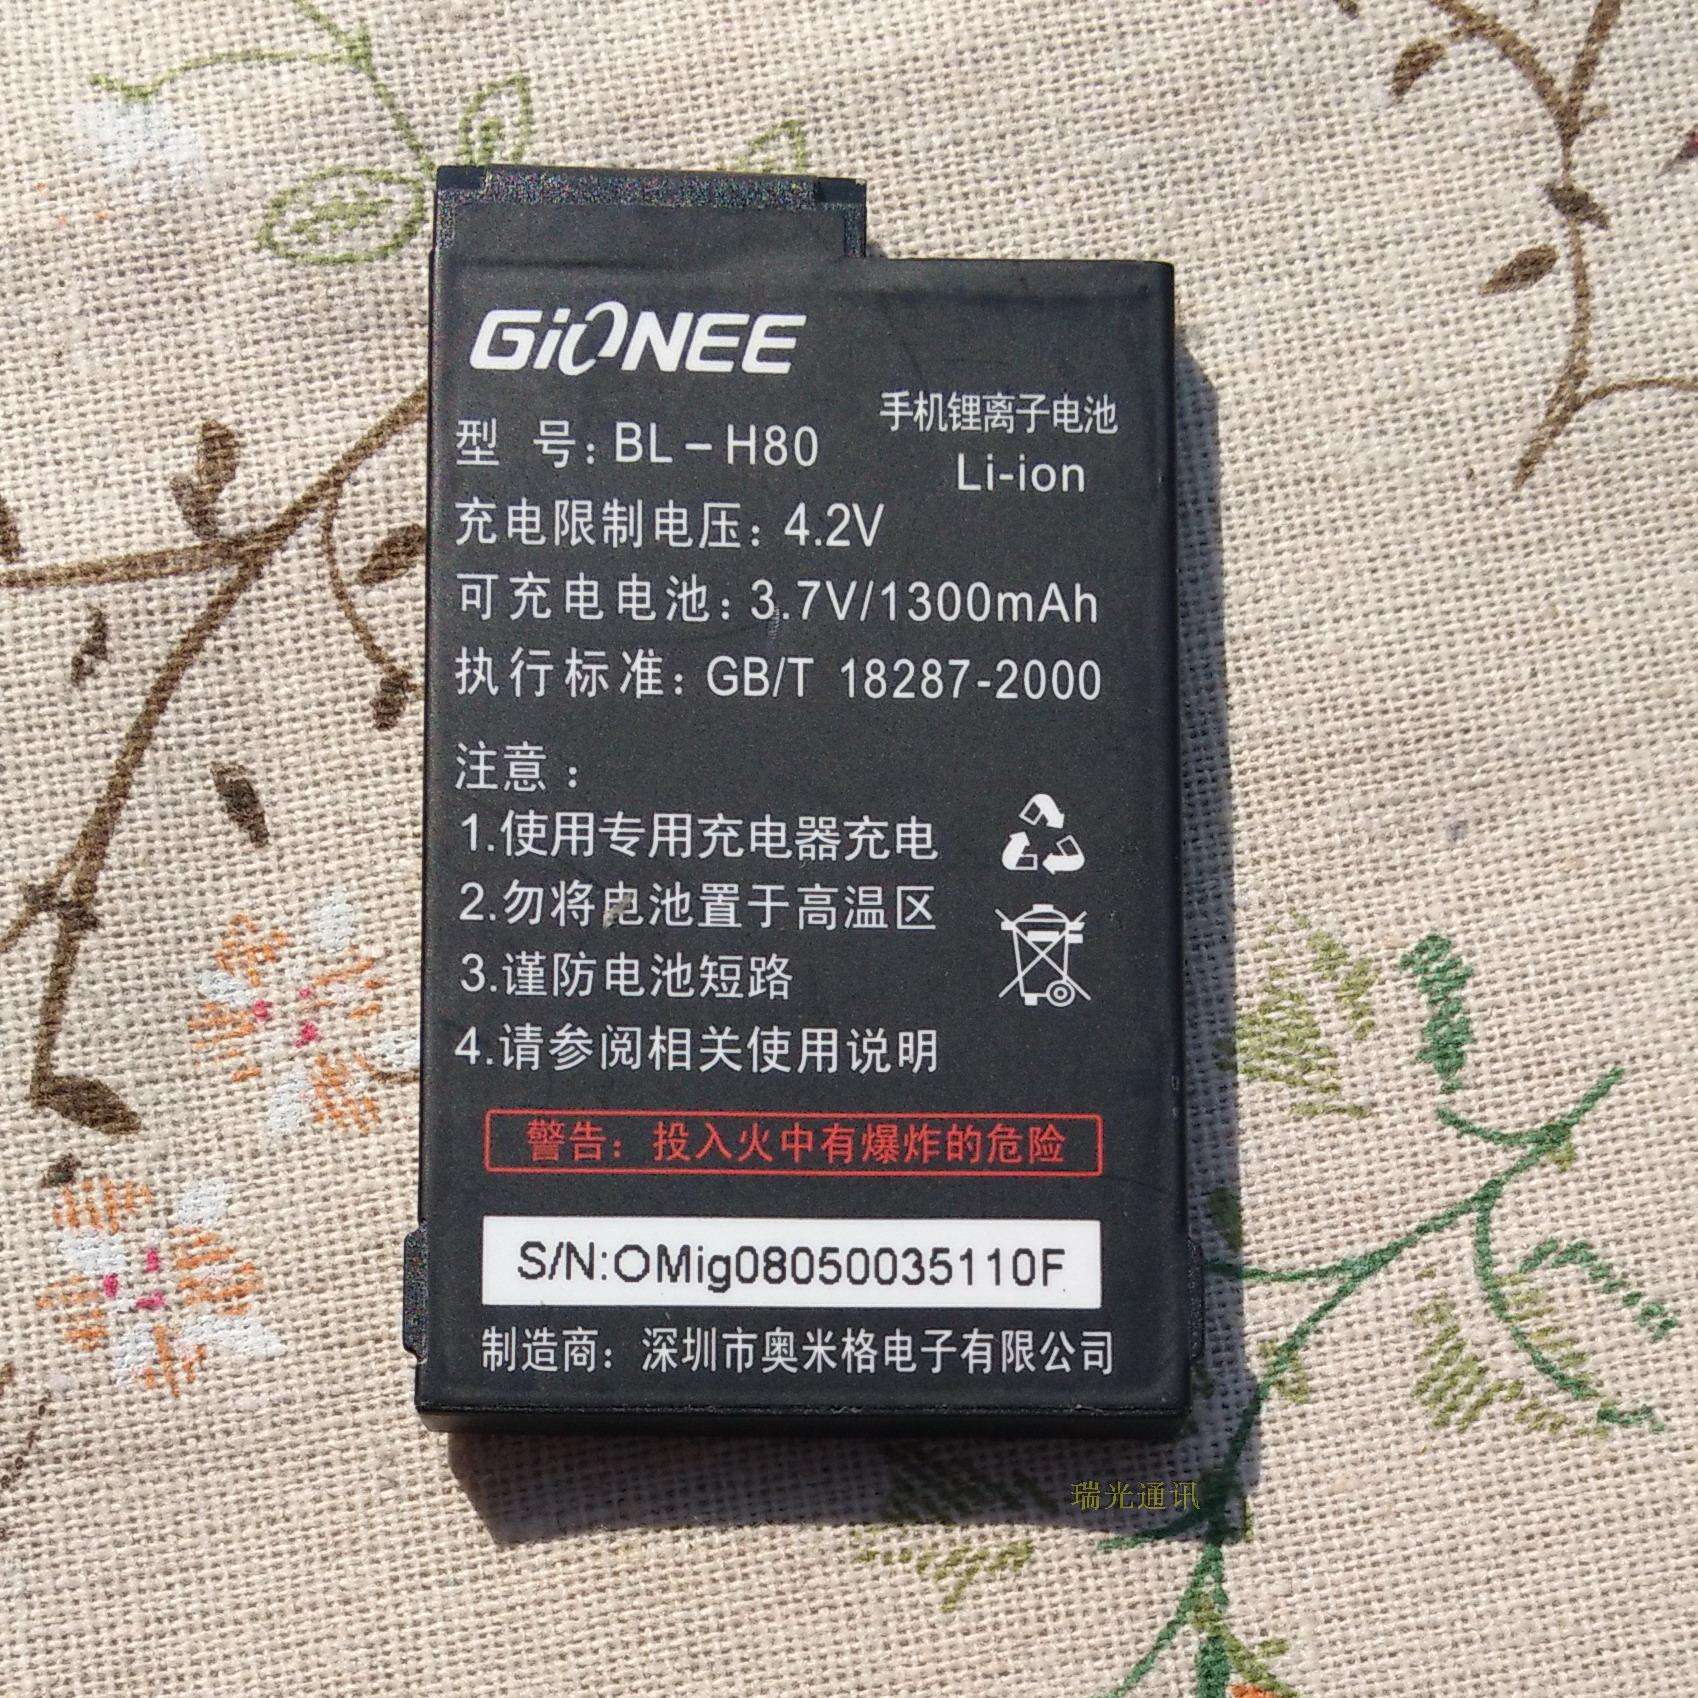 GiONEE
手机锂离子电池
型 号: BL-H80
Li-ion
充电限制电压: 4.2V
可充电电池: 3.7V/1300mAh
执行标准: GB/T 18287-2000
注意:
1.使用专用充电器充电
2.勿将电池置于高温区
3.谨防电池短路
4.请参阅相关使用说明
警告: 投入火中有爆炸的危险
S/N:OMig08050035110F
制造商: 深圳市奥米格电子有限公司
瑞光通讯